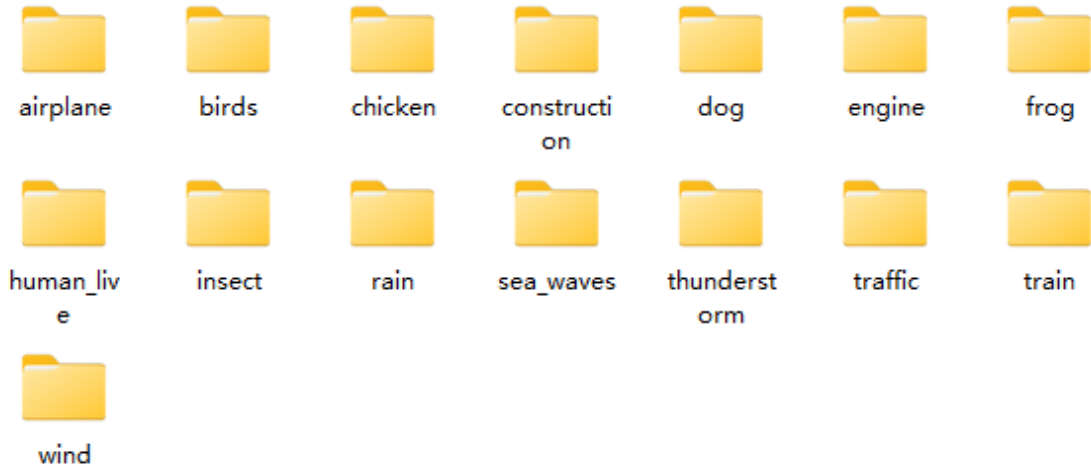 airplane
birds
chicken
constructi
on
dog
engine
frog
human_liv
e
insect
rain
sea_waves
thunderst
orm
traffic
train
wind